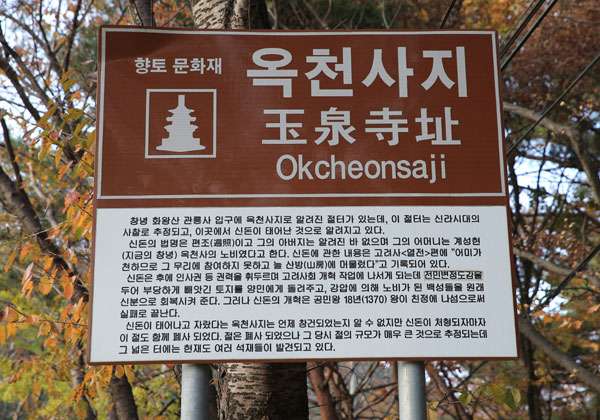 향토 문화재
옥천사지
玉泉寺址
Okcheonsaji
창녕 화왕산 관룡사 입구에 옥천사지로 알려진 절터가 있는데, 이 절터는 신라시대의
사찰로 추정되고, 이곳에서 신돈이 태어난 것으로 알려지고 있다.
신돈의 법명은 편조(遍照)이고 그의 아버지는 알려진 바 없으며 그의 어머니는 계성현
(지금의 창녕) 옥천사의 노비였다고 한다. 신돈에 관한 내용은 고려사<열전>편에 "어미가
천하므로 그 무리에 참여하지 못하고 늘 산방(山房)에 머물렀다"고 기록되어 있다.
신돈은 후에 인사권 등 권력을 휘두르며 고려사회 개혁 작업에 나서게 되는데 전민변정도감을
두어 부당하게 빼앗긴 토지를 양민에게 돌려주고, 강압에 의해 노비가 된 백성들을 원래
신분으로 회복시켜 준다. 그러나 신돈의 개혁은 공민왕 18년(1370) 왕이 친정에 나섬으로써
실패로 끝난다.
신돈이 태어나고 자랐다는 옥천사지는 언제 창건되었는지 알 수 없지만 신돈이 처형되자마자
이 절도 함께 폐사 되었다. 절은 폐사 되었으나 그 당시 절의 규모가 매우 큰 것으로 추정되는데
그 넓은 터에는 현재도 여러 석재들이 발견되고 있다.